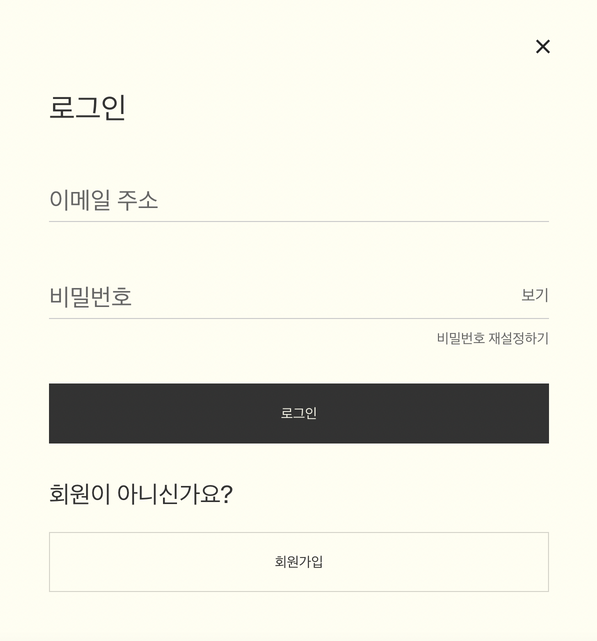 로그인
이메일 주소
비밀번호
보기
비밀번호 재설정하기
로그인
회원이 아니신가요?
회원가입